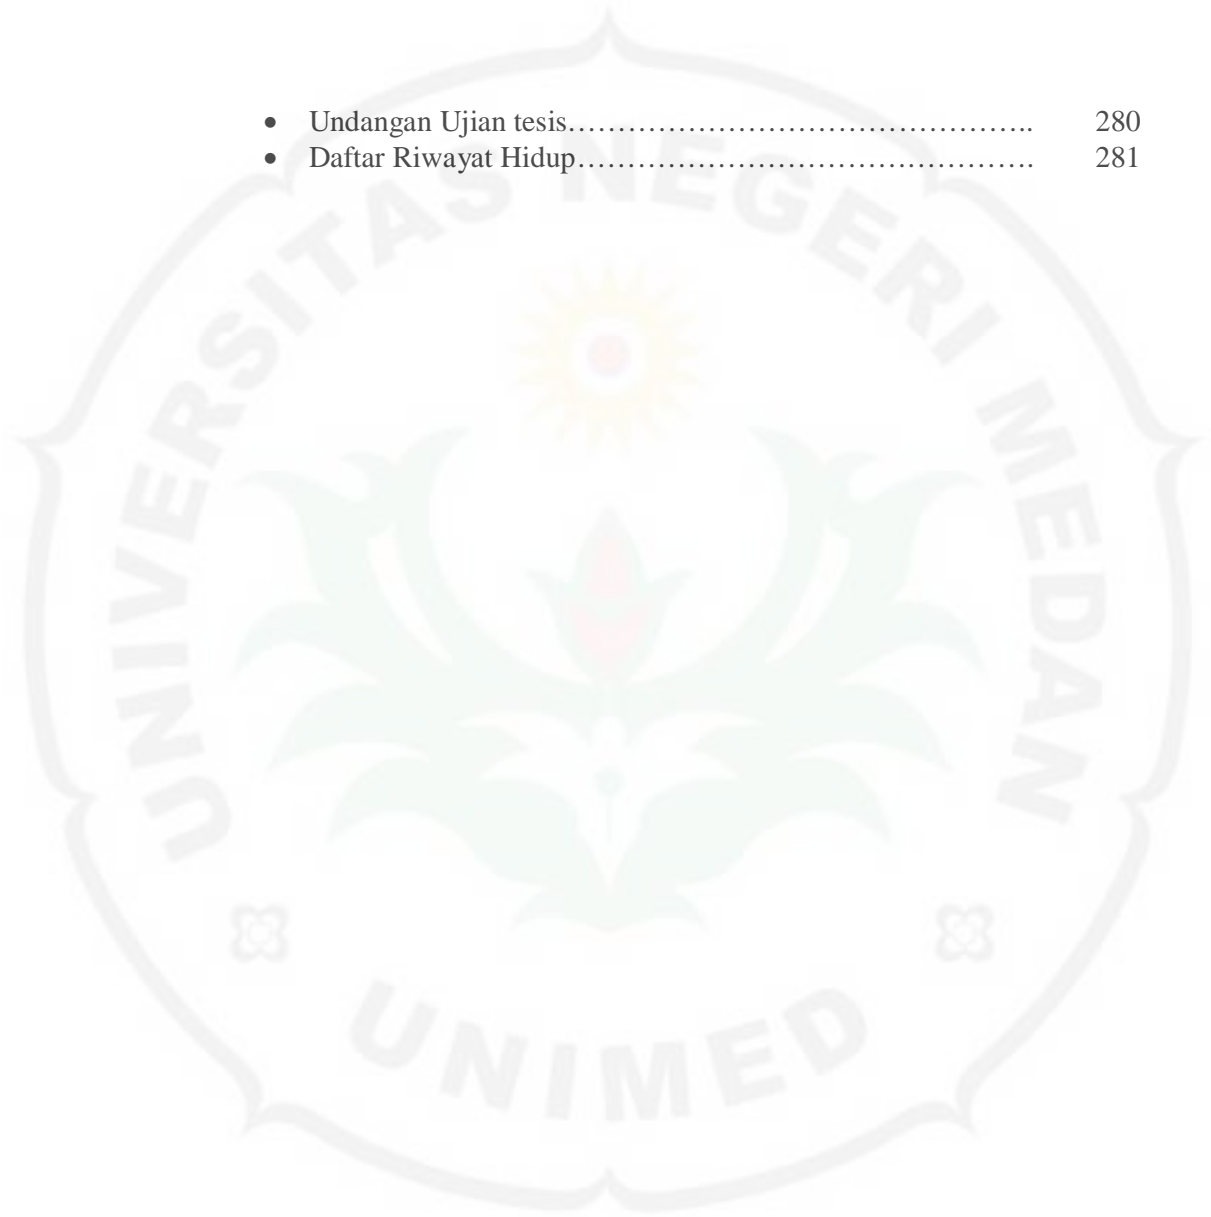 • Undangan Ujian tesis………………………………………..  280
• Daftar Riwayat Hidup……………………………………….  281
UNIVERSITAS NEGERI MEDAN
UNIMED